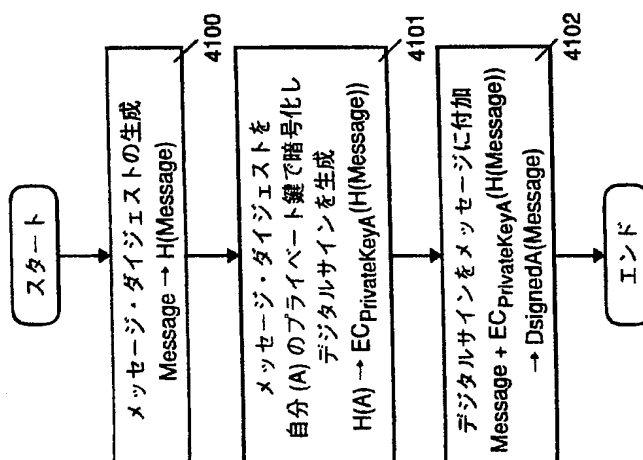 スタート
メッセージ・ダイジェストの生成
Message → H(Message)
4100
メッセージ・ダイジェストを
自分(A)のプライベート鍵で暗号化し
デジタルサインを生成
H(A) → ECPrivateKeyA(H(Message))
4101
デジタルサインをメッセージに付加
Message + ECPrivateKeyA(H(Message))
→ DsignedA(Message)
4102
エンド